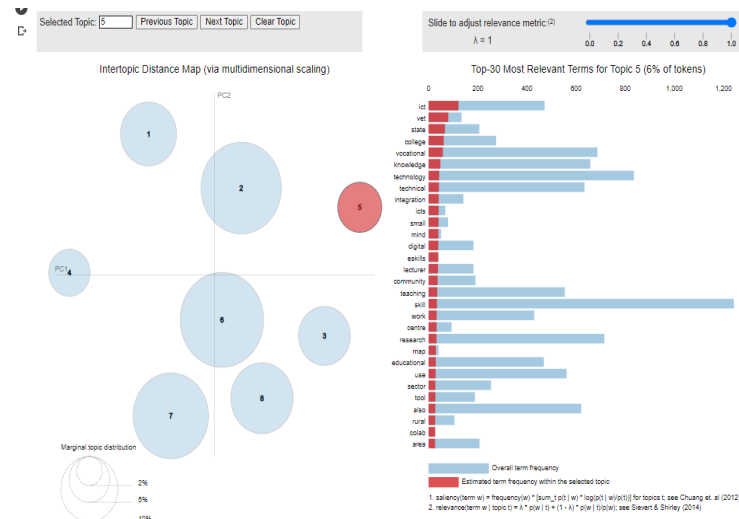 Selected Topic: 5 Previous Topic Next Topic Clear Topic
Slide to adjust relevance metric:(2)
λ = 1
0.0 0.2 0.4 0.6 0.8 1.0
Intertopic Distance Map (via multidimensional scaling)
PC2
PC1
1
2
5
4
6
3
8
7
Marginal topic distribution
2%
5%
10%
Top-30 Most Relevant Terms for Topic 5 (6% of tokens)
0 200 400 600 800 1,000 1,200
ict
vet
state
college
vocational
knowledge
technology
technical
integration
icts
small
mind
digital
eskills
lecturer
community
teaching
skill
work
centre
research
map
educational
use
sector
tool
also
rural
colab
area
Overall term frequency
Estimated term frequency within the selected topic
1. saliency(term w) = frequency(w) * [sum_t p(t | w) * log(p(t | w)/p(t))] for topics t; see Chuang et. al (2012
2. relevance(term w | topic t) = λ * p(w | t) + (1 - λ) * p(w | t)/p(w); see Sievert & Shirley (2014)